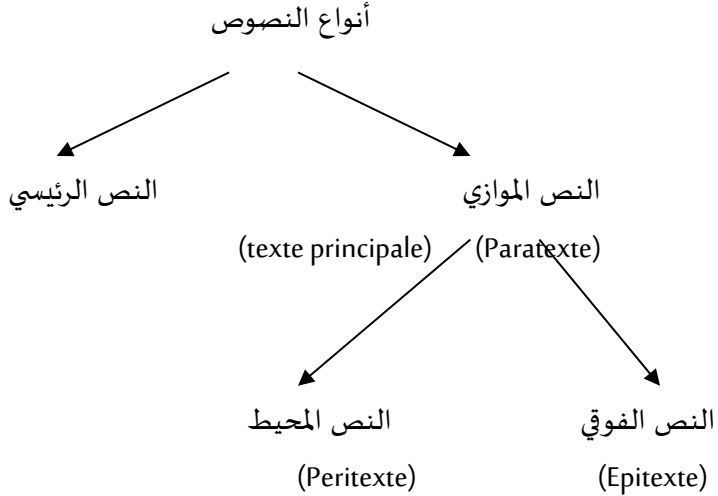 أنواع النصوص
النص الموازي النص الرئيسي
(texte principale) (Paratexte)
النص الفوقي النص المحيط
(Peritexte) (Epitexte)